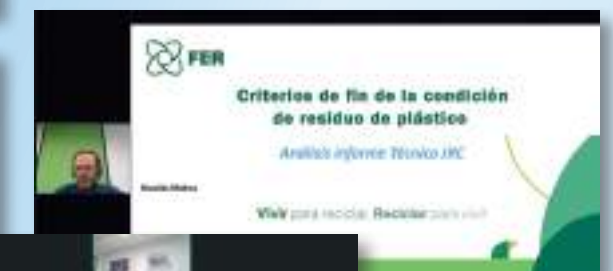 FER
Criterios de fin de la condición
de residuo de plástico
Análisis Informe Técnico JRC
Vivir para reciclar. Reciclar para vivir